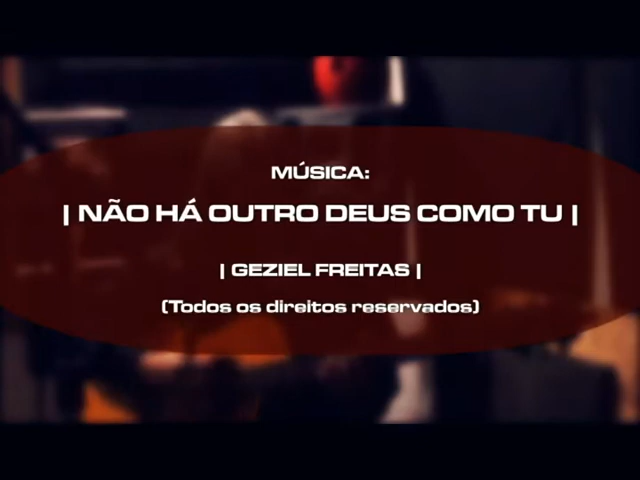 MÚSICA:
| NÃO HÁ OUTRO DEUS COMO TU |
| GEZIEL FREITAS |
(Todos os direitos reservados)